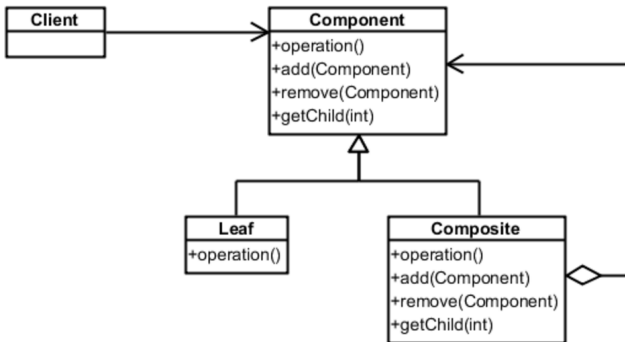 Client
Component
+operation()
+add(Component)
+remove(Component)
+getChild(int)
Leaf
+operation()
Composite
+operation()
+add(Component)
+remove(Component)
+getChild(int)